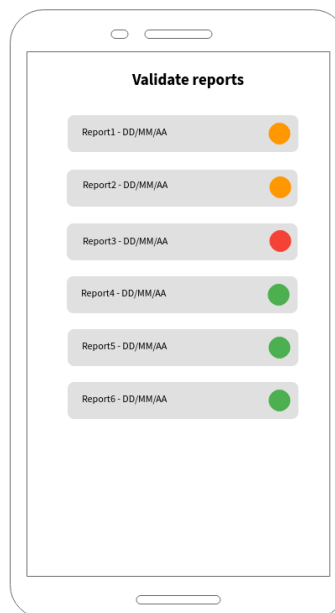 Validate reports
Report1 - DD/MM/AA
Report2 - DD/MM/AA
Report3 - DD/MM/AA
Report4 - DD/MM/AA
Report5 - DD/MM/AA
Report6 - DD/MM/AA